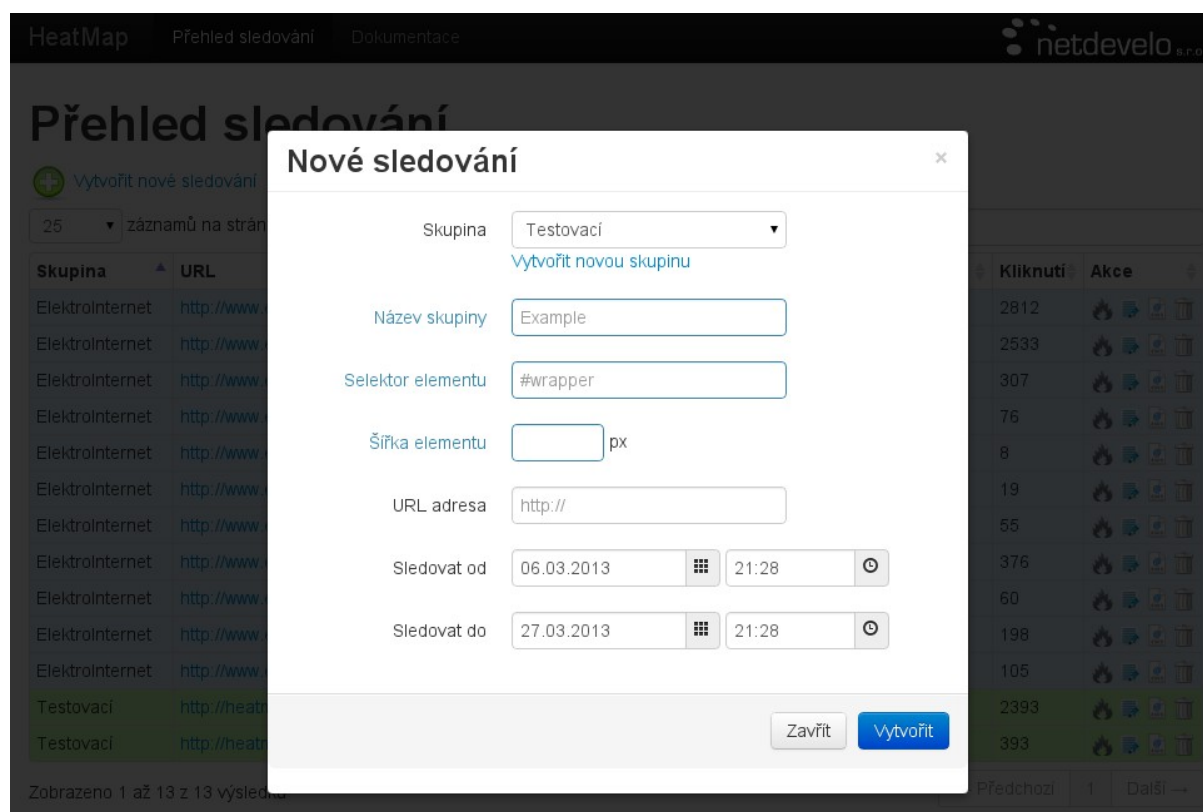 HeatMap Přehled sledování Dokumentace netdevelo s.r.o
Přehled sledování
Nové sledování ×
Vytvořit nové sledování
25 záznamů na strán
Skupina Testovací
Vytvořit novou skupinu
Skupina URL Kliknutí Akce
ElektroInternet http://www. 2812
Název skupiny Example
ElektroInternet http://www. 2533
ElektroInternet http://www. 307
Selektor elementu #wrapper
ElektroInternet http://www. 76
Šířka elementu px
ElektroInternet http://www. 8
ElektroInternet http://www. 19
URL adresa http://
ElektroInternet http://www. 55
ElektroInternet http://www. 376
Sledovat od 06.03.2013 21:28
ElektroInternet http://www. 60
ElektroInternet http://www. 198
Sledovat do 27.03.2013 21:28
ElektroInternet http://www. 105
Testovací http://heatm 2393
Testovací http://heatm 393
Zavřít Vytvořit
Zobrazeno 1 až 13 z 13 výsledků Předchozí 1 Další →